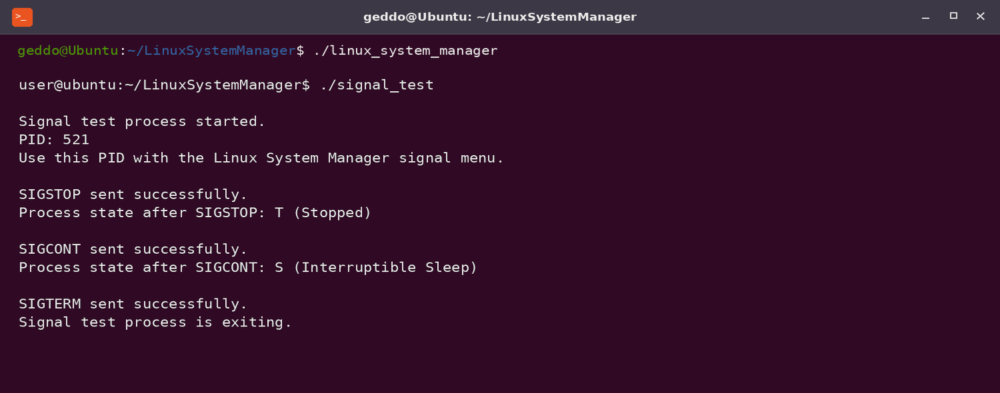 >_
geddo@Ubuntu: ~/LinuxSystemManager
geddo@Ubuntu:~/LinuxSystemManager$ ./linux_system_manager
user@ubuntu:~/LinuxSystemManager$ ./signal_test
Signal test process started.
PID: 521
Use this PID with the Linux System Manager signal menu.
SIGSTOP sent successfully.
Process state after SIGSTOP: T (Stopped)
SIGCONT sent successfully.
Process state after SIGCONT: S (Interruptible Sleep)
SIGTERM sent successfully.
Signal test process is exiting.